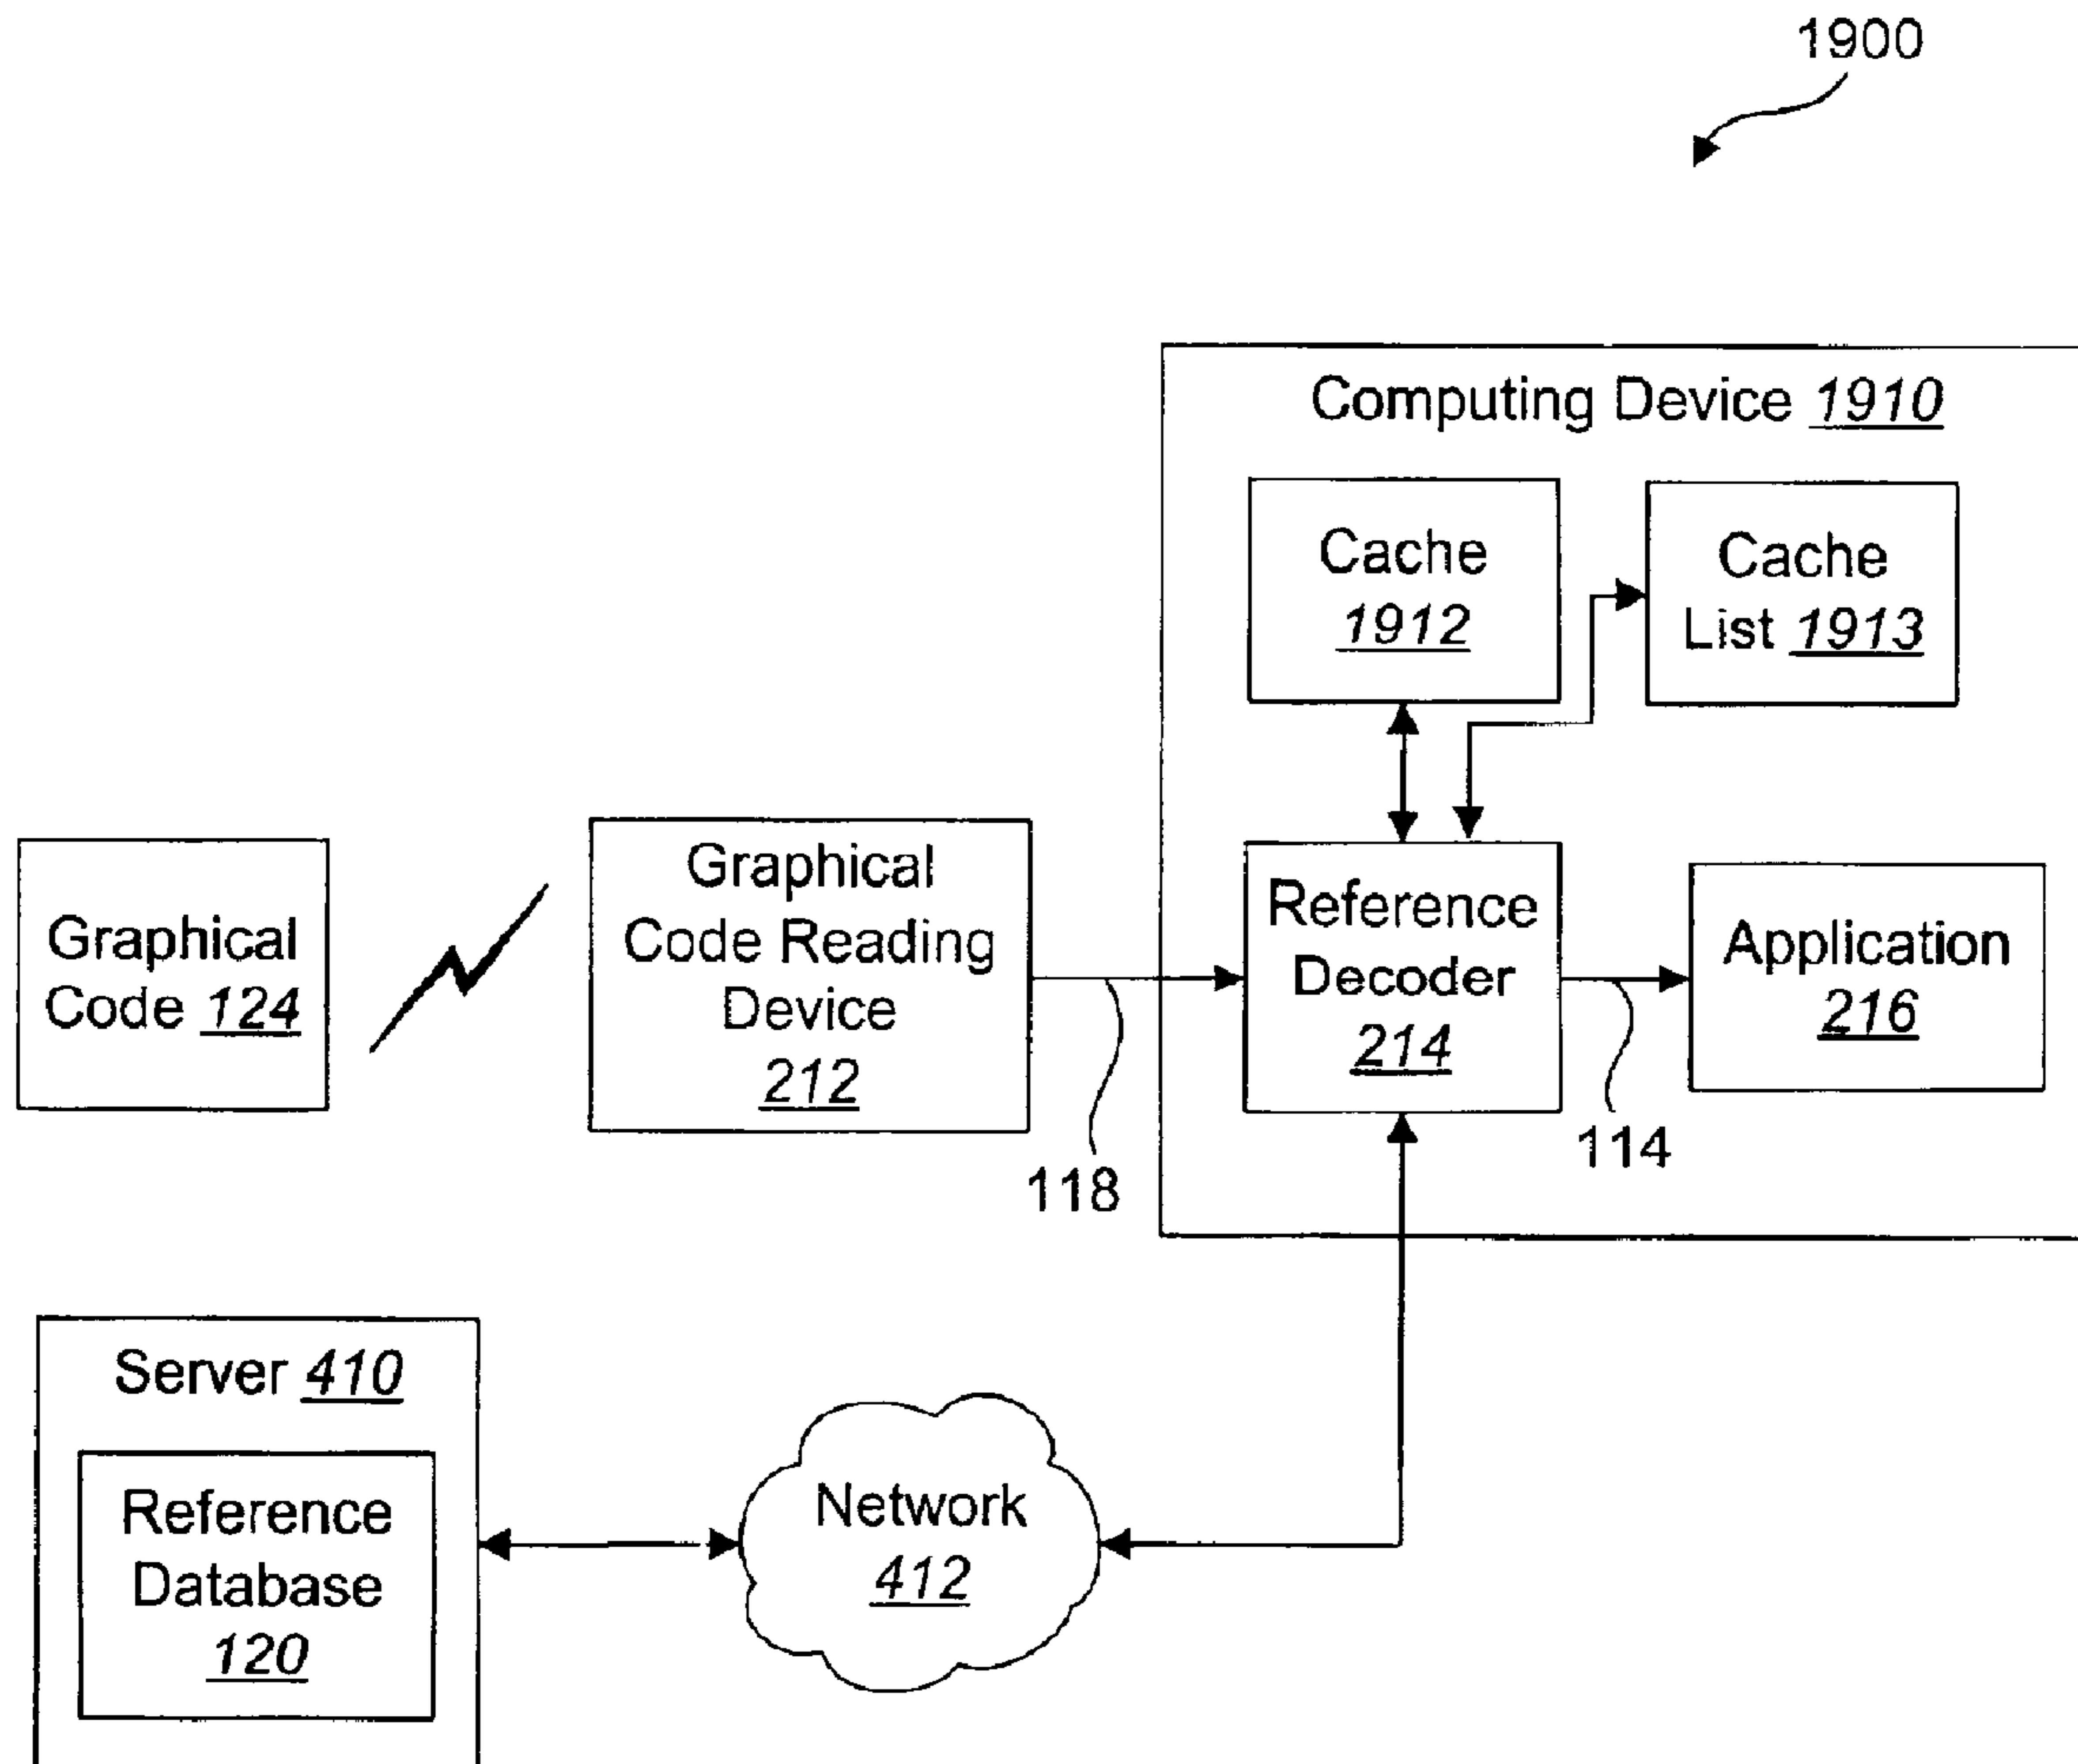 1900
Computing Device 1910
Cache
1912
Cache
List 1913
Graphical
Code 124
Graphical
Code Reading
Device
212
Reference
Decoder
214
Application
216
118
114
Server 410
Reference
Database
120
Network
412